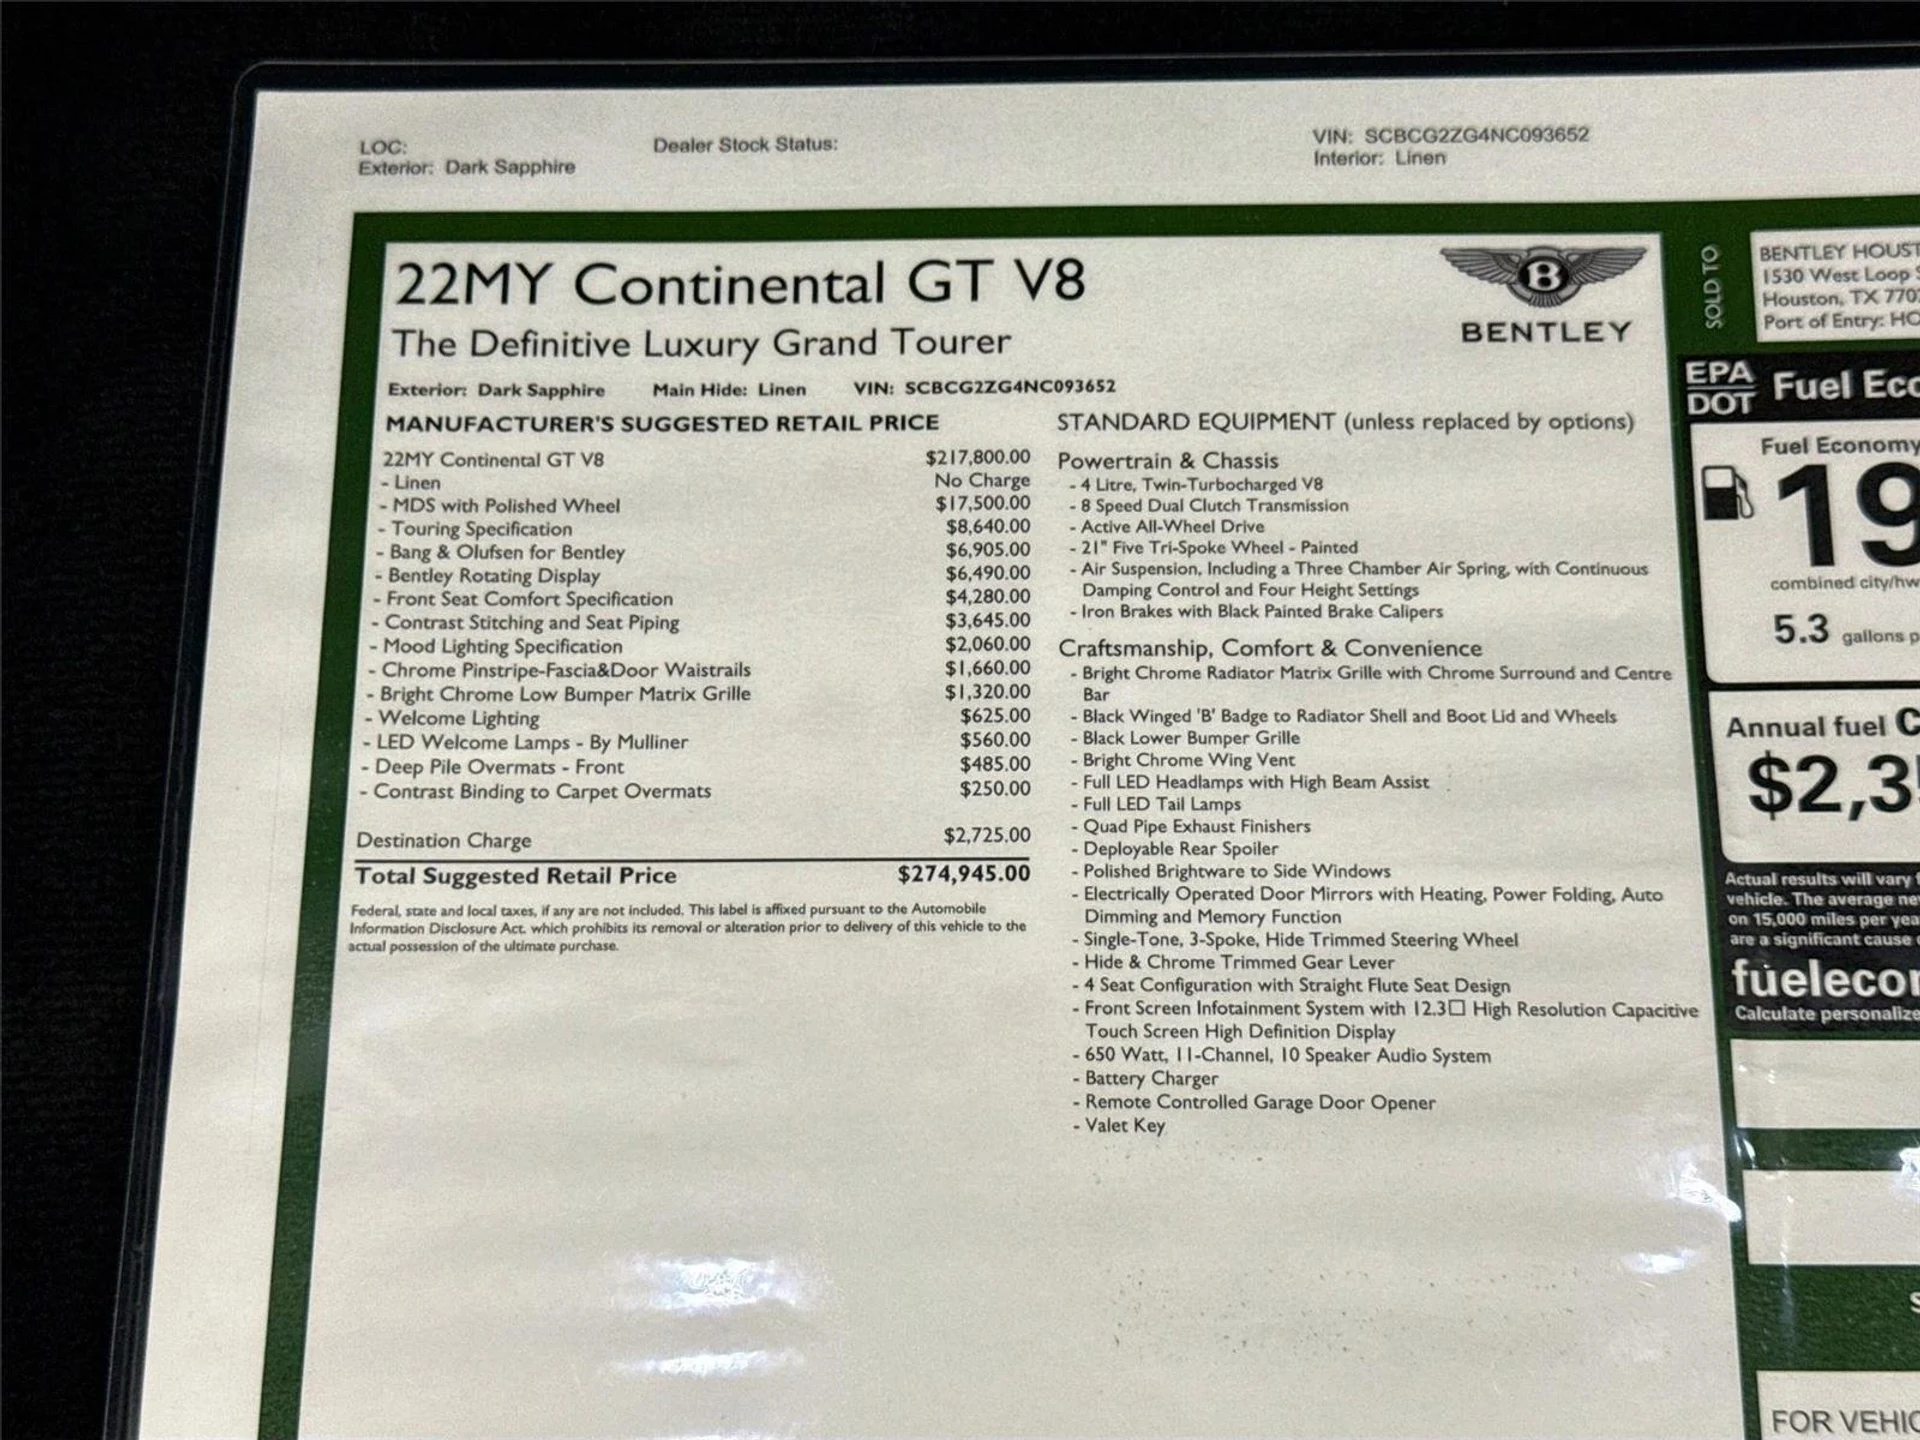 LOC:
Exterior: Dark Sapphire
Dealer Stock Status:
VIN: SCBCG2ZG4NC093652
Interior: Linen
22MY Continental GT V8
The Definitive Luxury Grand Tourer
B
BENTLEY
Exterior: Dark Sapphire Main Hide: Linen VIN: SCBCG2ZG4NC093652
MANUFACTURER'S SUGGESTED RETAIL PRICE
22MY Continental GT V8 $217,800.00
- Linen No Charge
- MDS with Polished Wheel $17,500.00
- Touring Specification $8,640.00
- Bang & Olufsen for Bentley $6,905.00
- Bentley Rotating Display $6,490.00
- Front Seat Comfort Specification $4,280.00
- Contrast Stitching and Seat Piping $3,645.00
- Mood Lighting Specification $2,060.00
- Chrome Pinstripe-Fascia&Door Waistrails $1,660.00
- Bright Chrome Low Bumper Matrix Grille $1,320.00
- Welcome Lighting $625.00
- LED Welcome Lamps - By Mulliner $560.00
- Deep Pile Overmats - Front $485.00
- Contrast Binding to Carpet Overmats $250.00
Destination Charge $2,725.00
Total Suggested Retail Price $274,945.00
Federal, state and local taxes, if any are not included. This label is affixed pursuant to the Automobile
Information Disclosure Act. which prohibits its removal or alteration prior to delivery of this vehicle to the
actual possession of the ultimate purchase.
STANDARD EQUIPMENT (unless replaced by options)
Powertrain & Chassis
- 4 Litre, Twin-Turbocharged V8
- 8 Speed Dual Clutch Transmission
- Active All-Wheel Drive
- 21" Five Tri-Spoke Wheel - Painted
- Air Suspension, Including a Three Chamber Air Spring, with Continuous
Damping Control and Four Height Settings
- Iron Brakes with Black Painted Brake Calipers
Craftsmanship, Comfort & Convenience
- Bright Chrome Radiator Matrix Grille with Chrome Surround and Centre
Bar
- Black Winged 'B' Badge to Radiator Shell and Boot Lid and Wheels
- Black Lower Bumper Grille
- Bright Chrome Wing Vent
- Full LED Headlamps with High Beam Assist
- Full LED Tail Lamps
- Quad Pipe Exhaust Finishers
- Deployable Rear Spoiler
- Polished Brightware to Side Windows
- Electrically Operated Door Mirrors with Heating, Power Folding, Auto
Dimming and Memory Function
- Single-Tone, 3-Spoke, Hide Trimmed Steering Wheel
- Hide & Chrome Trimmed Gear Lever
- 4 Seat Configuration with Straight Flute Seat Design
- Front Screen Infotainment System with 12.3□ High Resolution Capacitive
Touch Screen High Definition Display
- 650 Watt, 11-Channel, 10 Speaker Audio System
- Battery Charger
- Remote Controlled Garage Door Opener
- Valet Key
SOLD TO
BENTLEY HOUST
1530 West Loop S
Houston, TX 770
Port of Entry: HO
EPA
DOT
Fuel Eco
Fuel Economy
19
combined city/hw
5.3 gallons p
Annual fuel C
$2,3
Actual results will vary f
vehicle. The average ne
on 15,000 miles per yea
are a significant cause
fueleco
Calculate personalize
S
FOR VEHIC